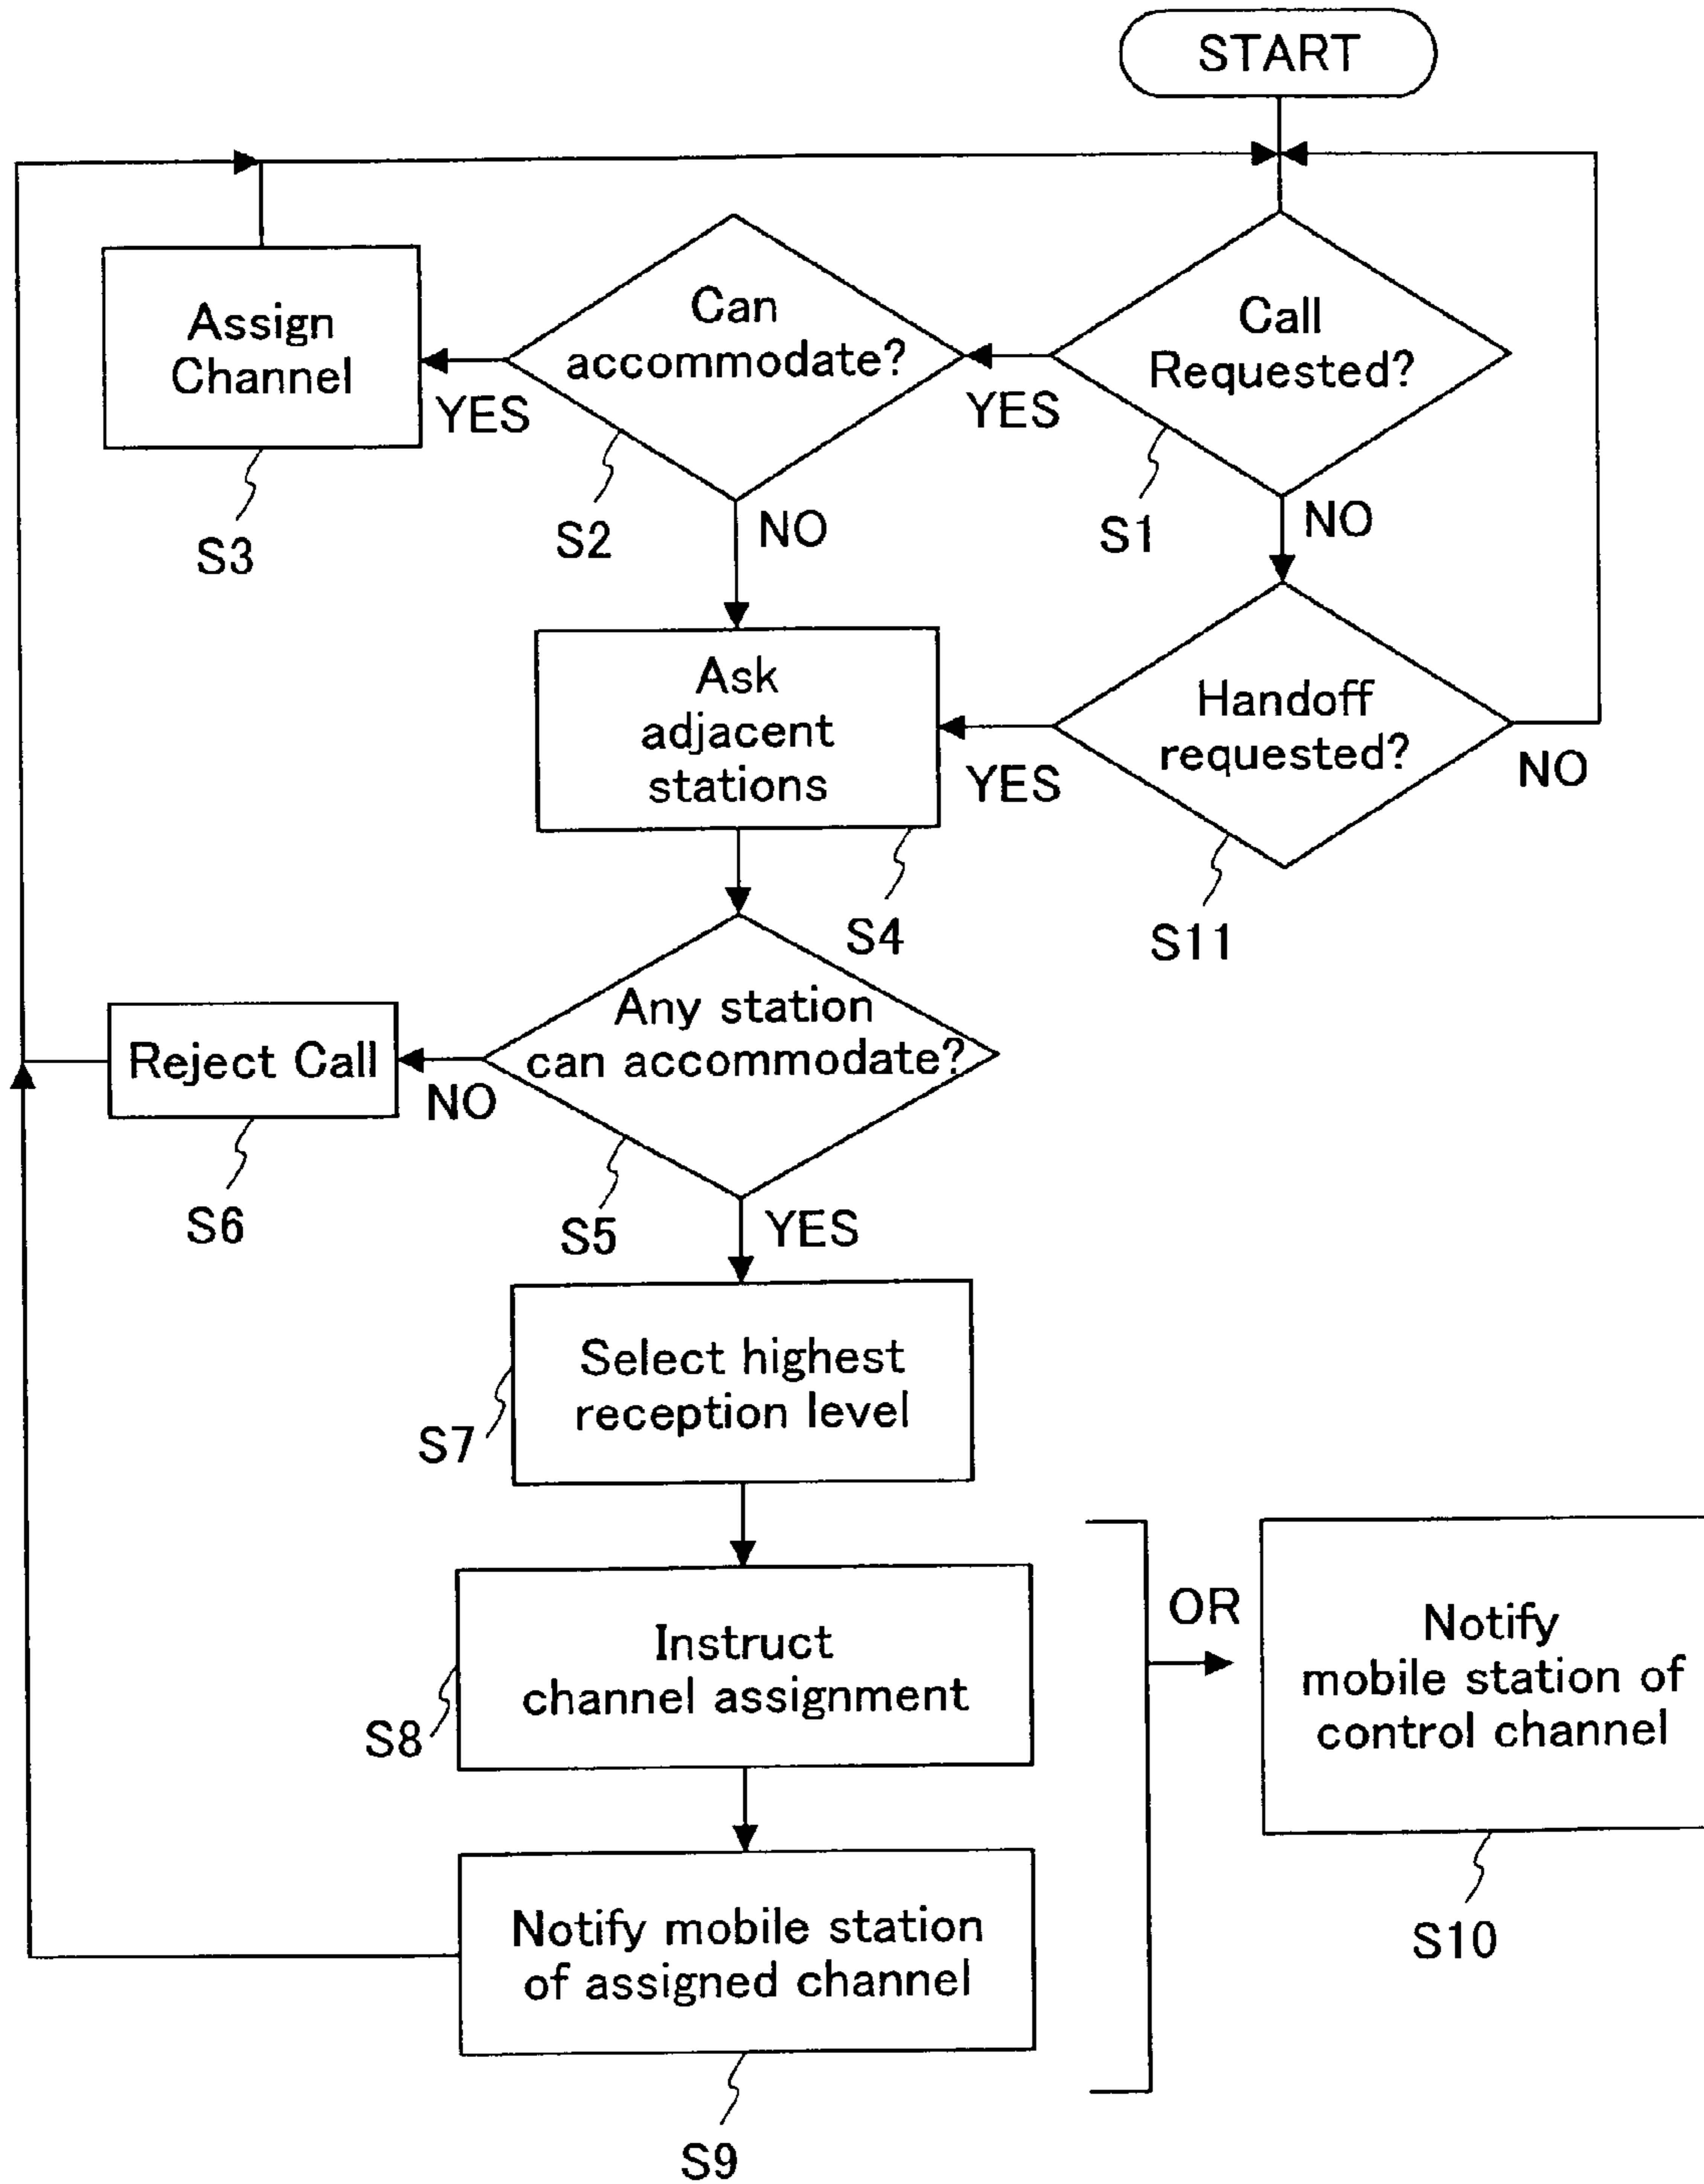 START
Call
Requested?
YES
NO
S1
Can
accommodate?
YES
NO
S2
Assign
Channel
S3
Handoff
requested?
YES
NO
S11
Ask
adjacent
stations
S4
Any station
can accommodate?
NO
YES
S5
Reject Call
S6
Select highest
reception level
S7
Instruct
channel assignment
S8
OR
Notify
mobile station of
control channel
S10
Notify mobile station
of assigned channel
S9